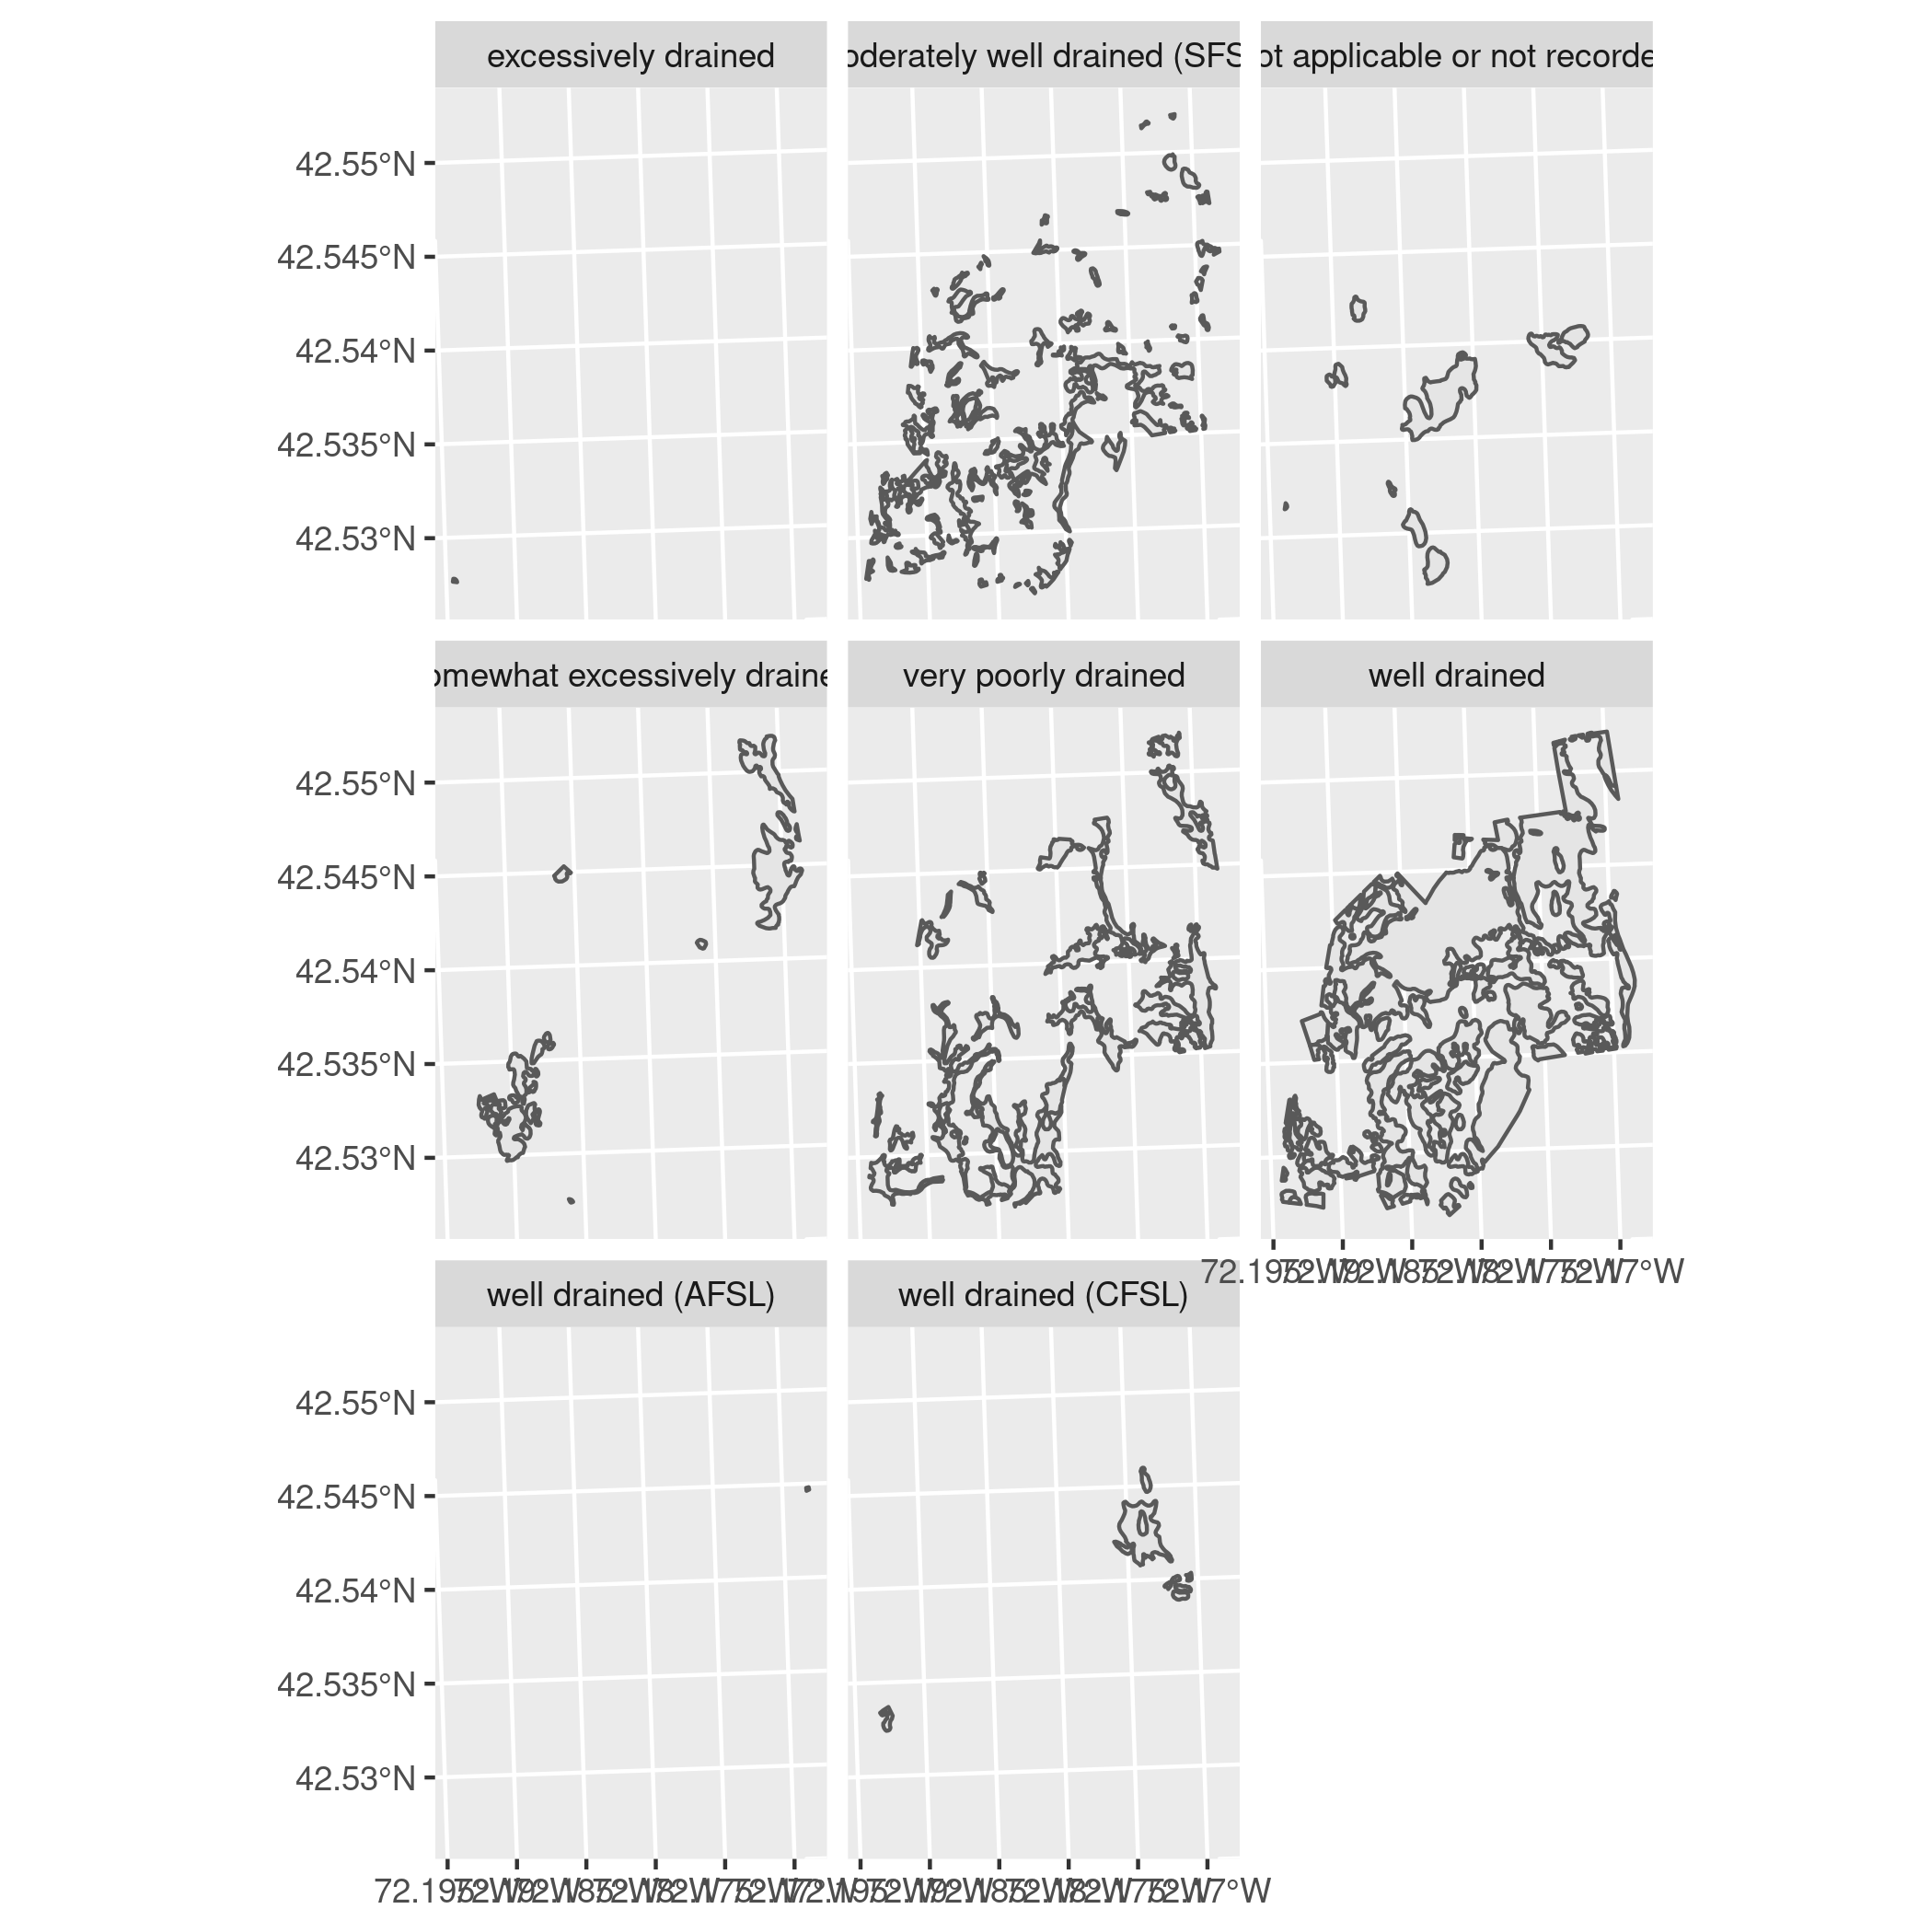 excessively drained
oderately well drained (SFS
ot applicable or not recorde
42.55°N
42.545°N
42.54°N
42.535°N
42.53°N
omewhat excessively draine
very poorly drained
well drained
42.55°N
42.545°N
42.54°N
42.535°N
42.53°N
well drained (AFSL)
well drained (CFSL)
42.55°N
42.545°N
42.54°N
42.535°N
42.53°N